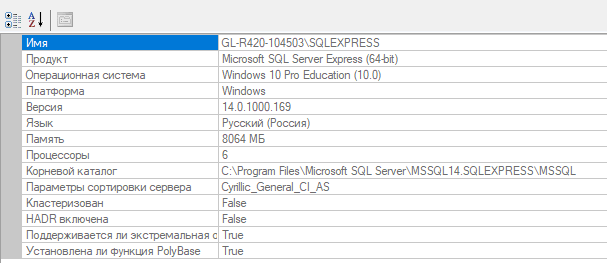 Имя GL-R420-104503\SQLEXPRESS
Продукт Microsoft SQL Server Express (64-bit)
Операционная система Windows 10 Pro Education (10.0)
Платформа Windows
Версия 14.0.1000.169
Язык Русский (Россия)
Память 8064 МБ
Процессоры 6
Корневой каталог C:\Program Files\Microsoft SQL Server\MSSQL14.SQLEXPRESS\MSSQL
Параметры сортировки сервера Cyrillic_General_CI_AS
Кластеризован False
HADR включена False
Поддерживается ли экстремальная о True
Установлена ли функция PolyBase True